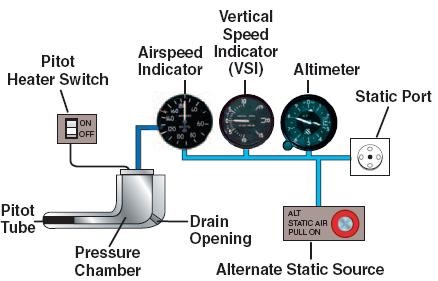 Vertical
Speed
Indicator
(VSI)
Airspeed
Indicator
Altimeter
Pitot
Heater Switch
Static Port
ON
OFF
Pitot
Tube
Pressure
Chamber
Drain
Opening
ALT
STATIC AIR
PULL ON
Alternate Static Source